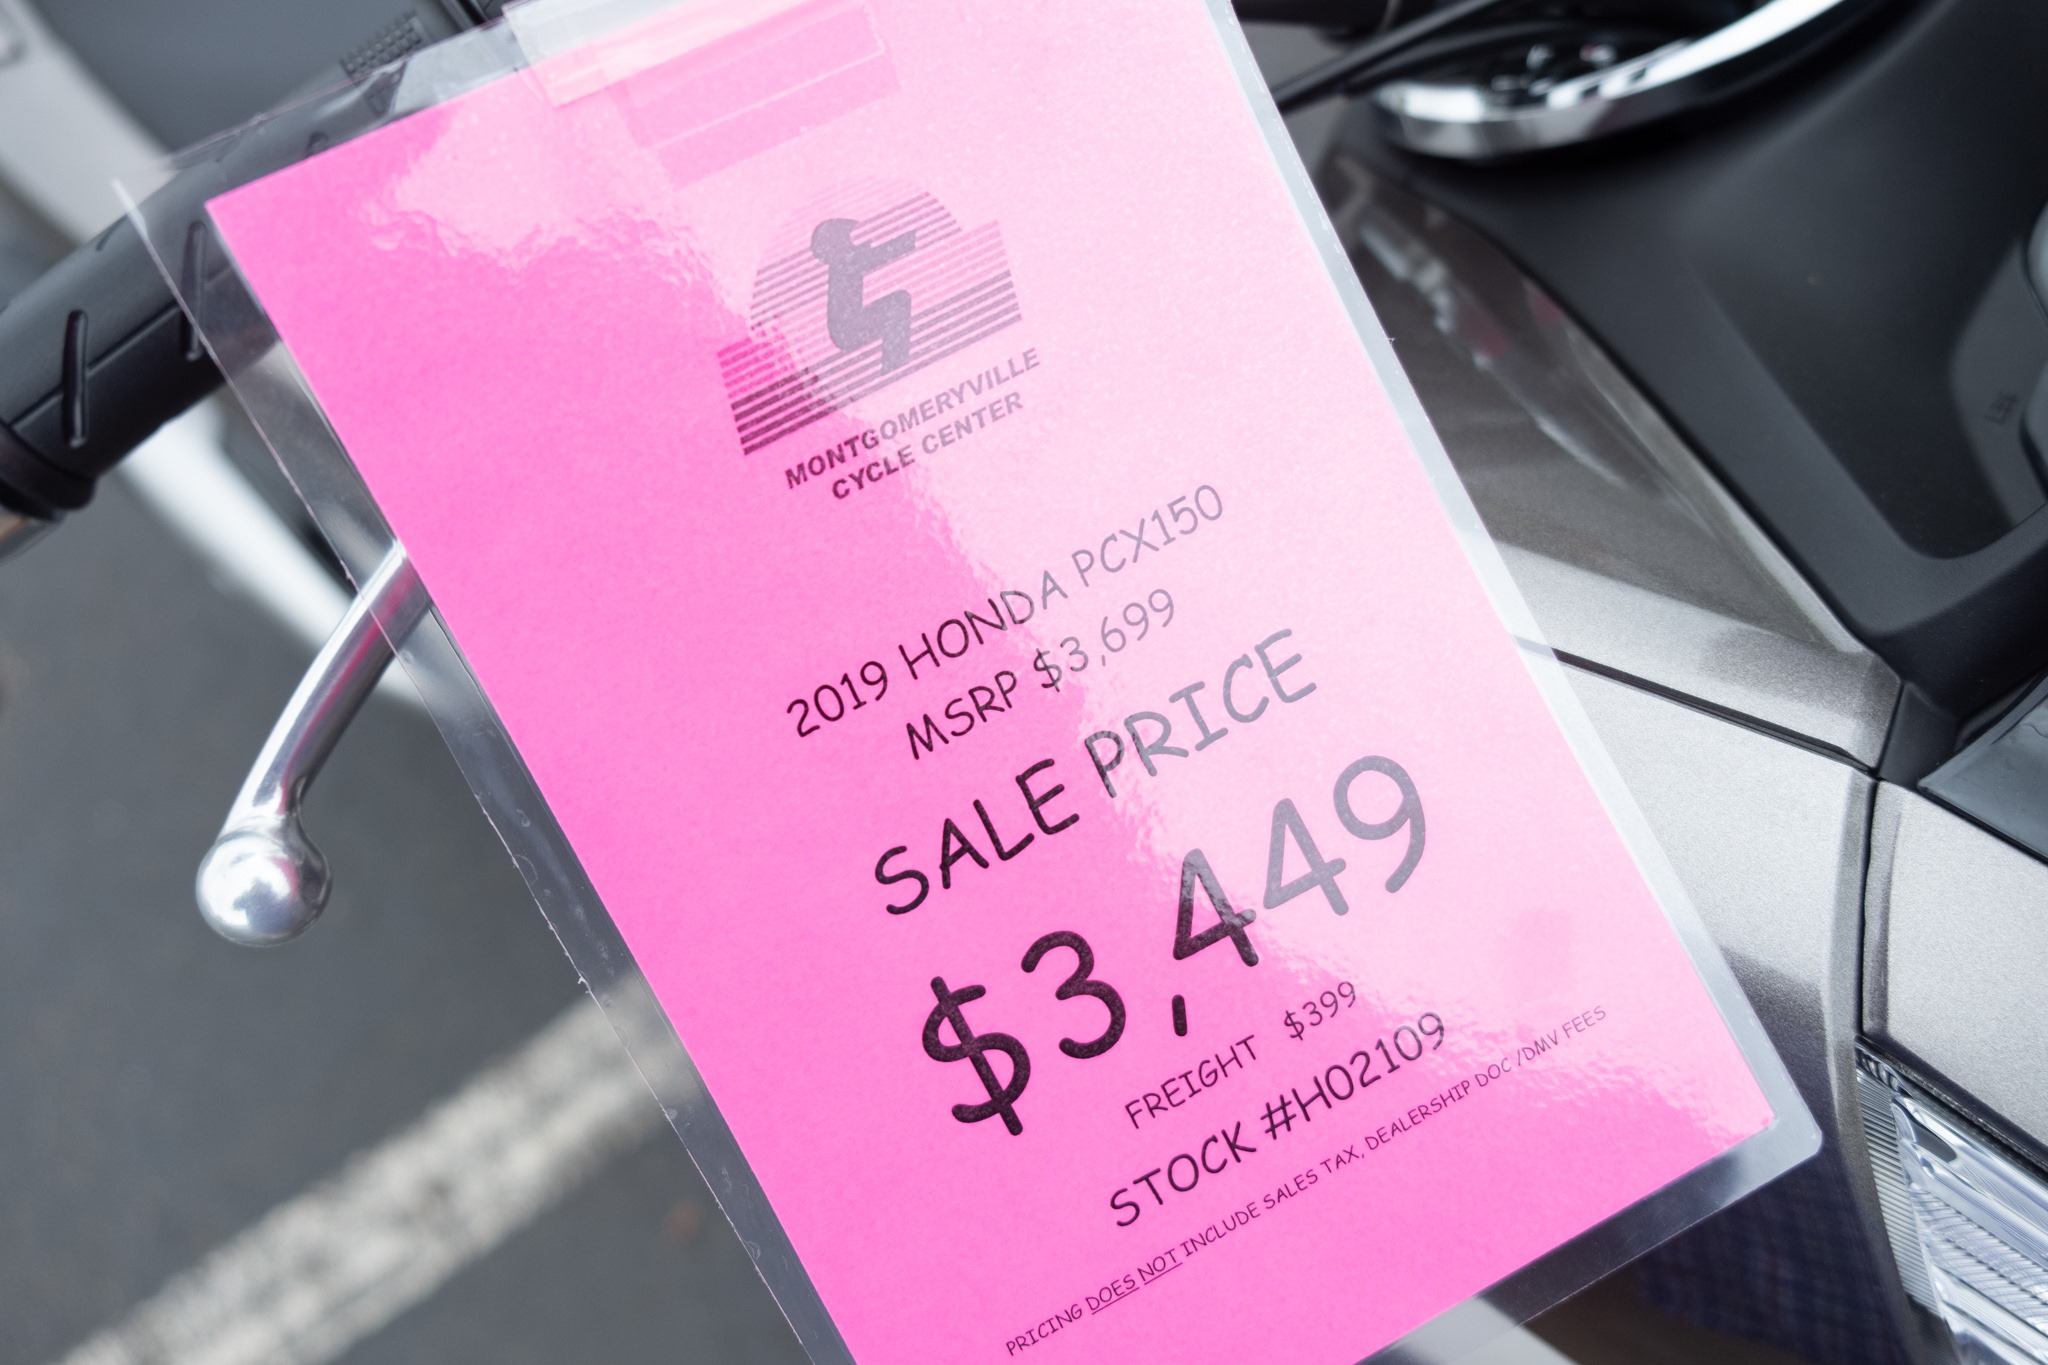 MONTGOMERYVILLE
CYCLE CENTER
2019 HONDA PCX150
MSRP $3,699
SALE PRICE
$3,449
FREIGHT $399
STOCK #H02109
PRICING DOES NOT INCLUDE SALES TAX, DEALERSHIP DOC /DMV FEES